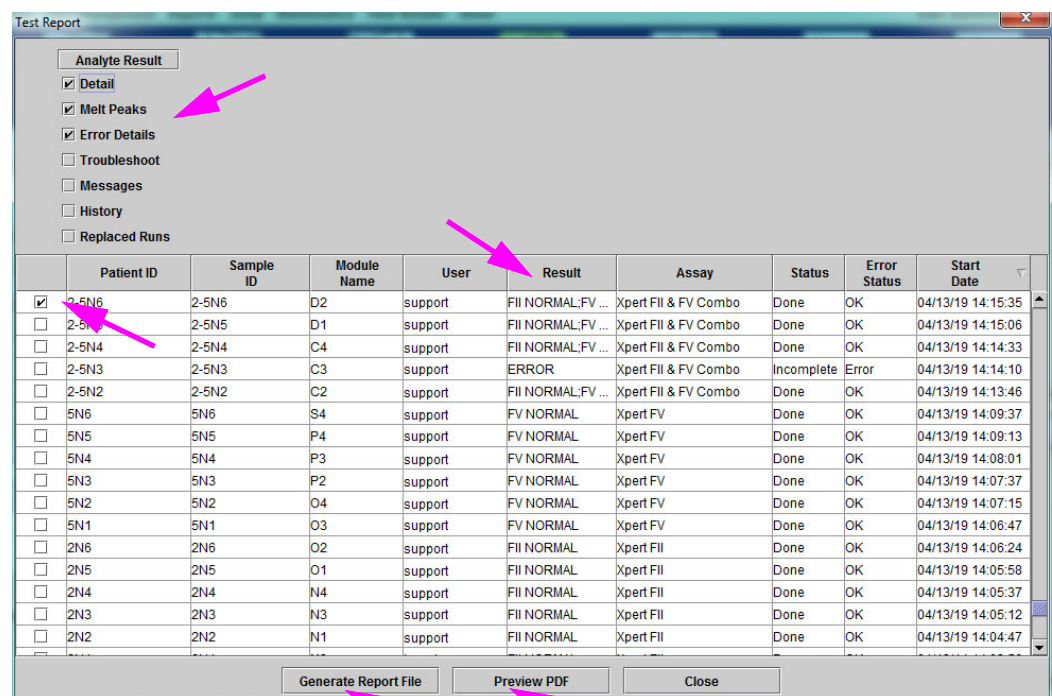 Test Report
Analyte Result
Detail
Melt Peaks
Error Details
Troubleshoot
Messages
History
Replaced Runs
Patient ID Sample ID Module Name User Result Assay Status Error Status Start Date
2-5N6 2-5N6 D2 support FII NORMAL;FV ... Xpert FII & FV Combo Done OK 04/13/19 14:15:35
2-5N5 D1 support FII NORMAL;FV ... Xpert FII & FV Combo Done OK 04/13/19 14:15:06
2-5N4 2-5N4 C4 support FII NORMAL;FV ... Xpert FII & FV Combo Done OK 04/13/19 14:14:33
2-5N3 2-5N3 C3 support ERROR Xpert FII & FV Combo Incomplete Error 04/13/19 14:14:10
2-5N2 2-5N2 C2 support FII NORMAL;FV ... Xpert FII & FV Combo Done OK 04/13/19 14:13:46
5N6 5N6 S4 support FV NORMAL Xpert FV Done OK 04/13/19 14:09:37
5N5 5N5 P4 support FV NORMAL Xpert FV Done OK 04/13/19 14:09:13
5N4 5N4 P3 support FV NORMAL Xpert FV Done OK 04/13/19 14:08:01
5N3 5N3 P2 support FV NORMAL Xpert FV Done OK 04/13/19 14:07:37
5N2 5N2 O4 support FV NORMAL Xpert FV Done OK 04/13/19 14:07:15
5N1 5N1 O3 support FV NORMAL Xpert FV Done OK 04/13/19 14:06:47
2N6 2N6 O2 support FII NORMAL Xpert FII Done OK 04/13/19 14:06:24
2N5 2N5 O1 support FII NORMAL Xpert FII Done OK 04/13/19 14:05:58
2N4 2N4 N4 support FII NORMAL Xpert FII Done OK 04/13/19 14:05:37
2N3 2N3 N3 support FII NORMAL Xpert FII Done OK 04/13/19 14:05:12
2N2 2N2 N1 support FII NORMAL Xpert FII Done OK 04/13/19 14:04:47
Generate Report File Preview PDF Close